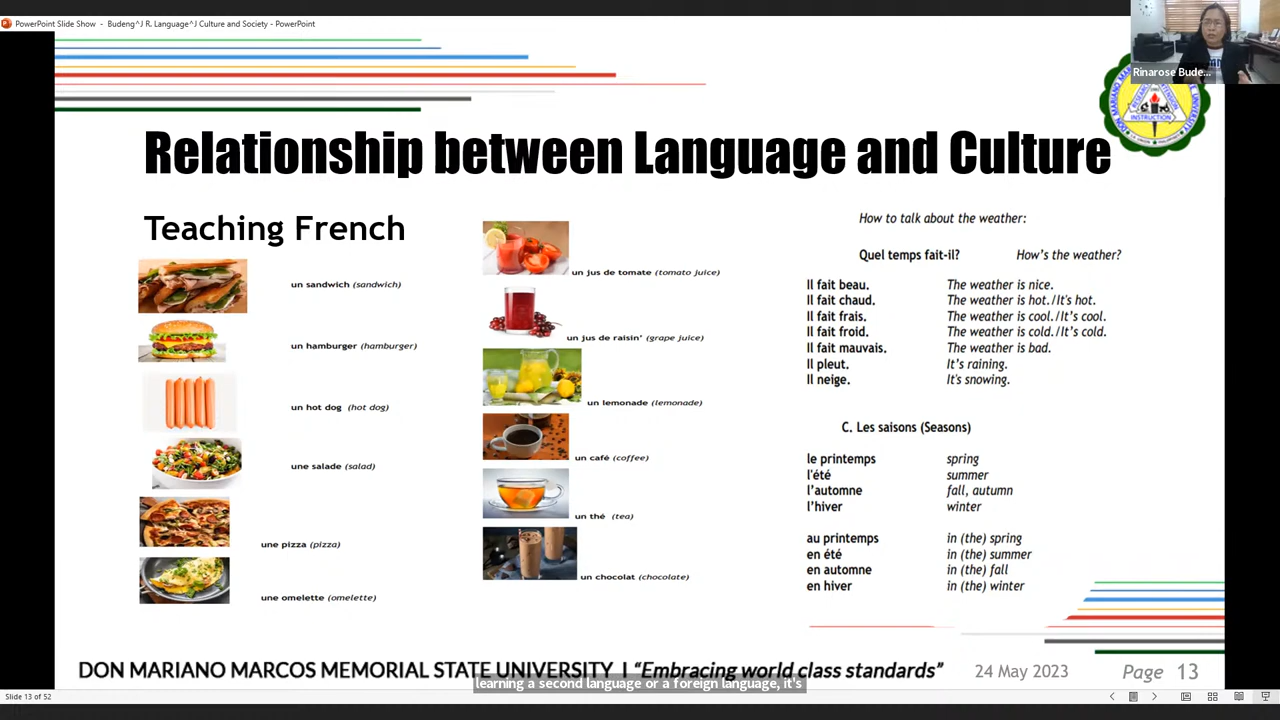 PowerPoint Slide Show - Budeng^J R. Language^J Culture and Society - PowerPoint
Rinarose Bude...
INSTRUCTION
Relationship between Language and Culture
Teaching French
un sandwich (sandwich)
un hamburger (hamburger)
un hot dog (hot dog)
une salade (salad)
une pizza (pizza)
une omelette (omelette)
un jus de tomate (tomato juice)
un jus de raisin' (grape juice)
un lemonade (lemonade)
un café (coffee)
un thé (tea)
un chocolat (chocolate)
How to talk about the weather:
Quel temps fait-il? How's the weather?
Il fait beau. The weather is nice.
Il fait chaud. The weather is hot./It's hot.
Il fait frais. The weather is cool./It's cool.
Il fait froid. The weather is cold./It's cold.
Il fait mauvais. The weather is bad.
Il pleut. It's raining.
Il neige. It's snowing.
C. Les saisons (Seasons)
le printemps spring
l'été summer
l'automne fall, autumn
l'hiver winter
au printemps in (the) spring
en été in (the) summer
en automne in (the) fall
en hiver in (the) winter
DON MARIANO MARCOS MEMORIAL STATE UNIVERSITY I "Embracing world class standards" 24 May 2023 Page 13
learning a second language or a foreign language, it's
Slide 13 of 52